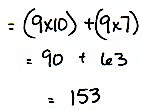 = (9x10) + (9x7)
= 90 + 63
= 153